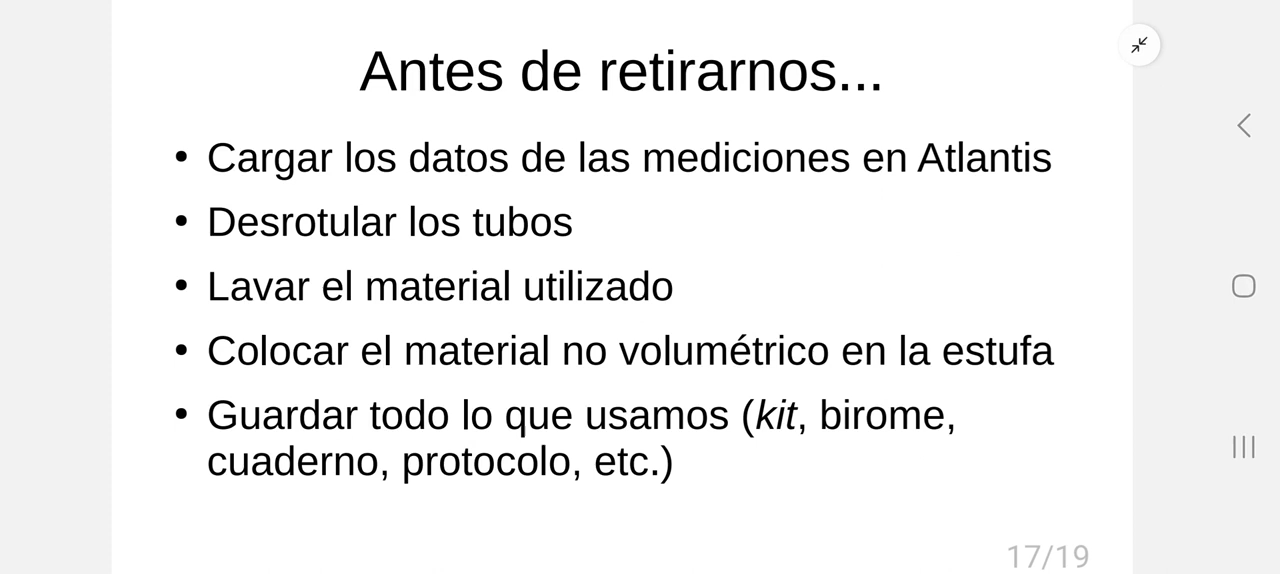 Antes de retirarnos...
• Cargar los datos de las mediciones en Atlantis
• Desrotular los tubos
• Lavar el material utilizado
• Colocar el material no volumétrico en la estufa
• Guardar todo lo que usamos (kit, birome,
cuaderno, protocolo, etc.)
17/19